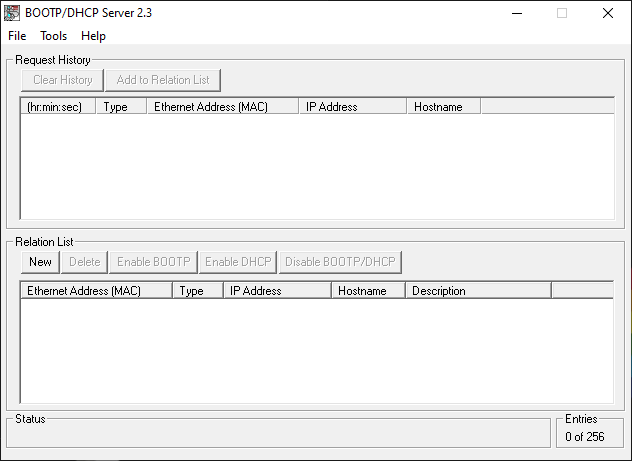 BOOTP/DHCP Server 2.3
File Tools Help
Request History
Clear History Add to Relation List
(hr:min:sec) Type Ethernet Address (MAC) IP Address Hostname
Relation List
New Delete Enable BOOTP Enable DHCP Disable BOOTP/DHCP
Ethernet Address (MAC) Type IP Address Hostname Description
Status Entries
0 of 256